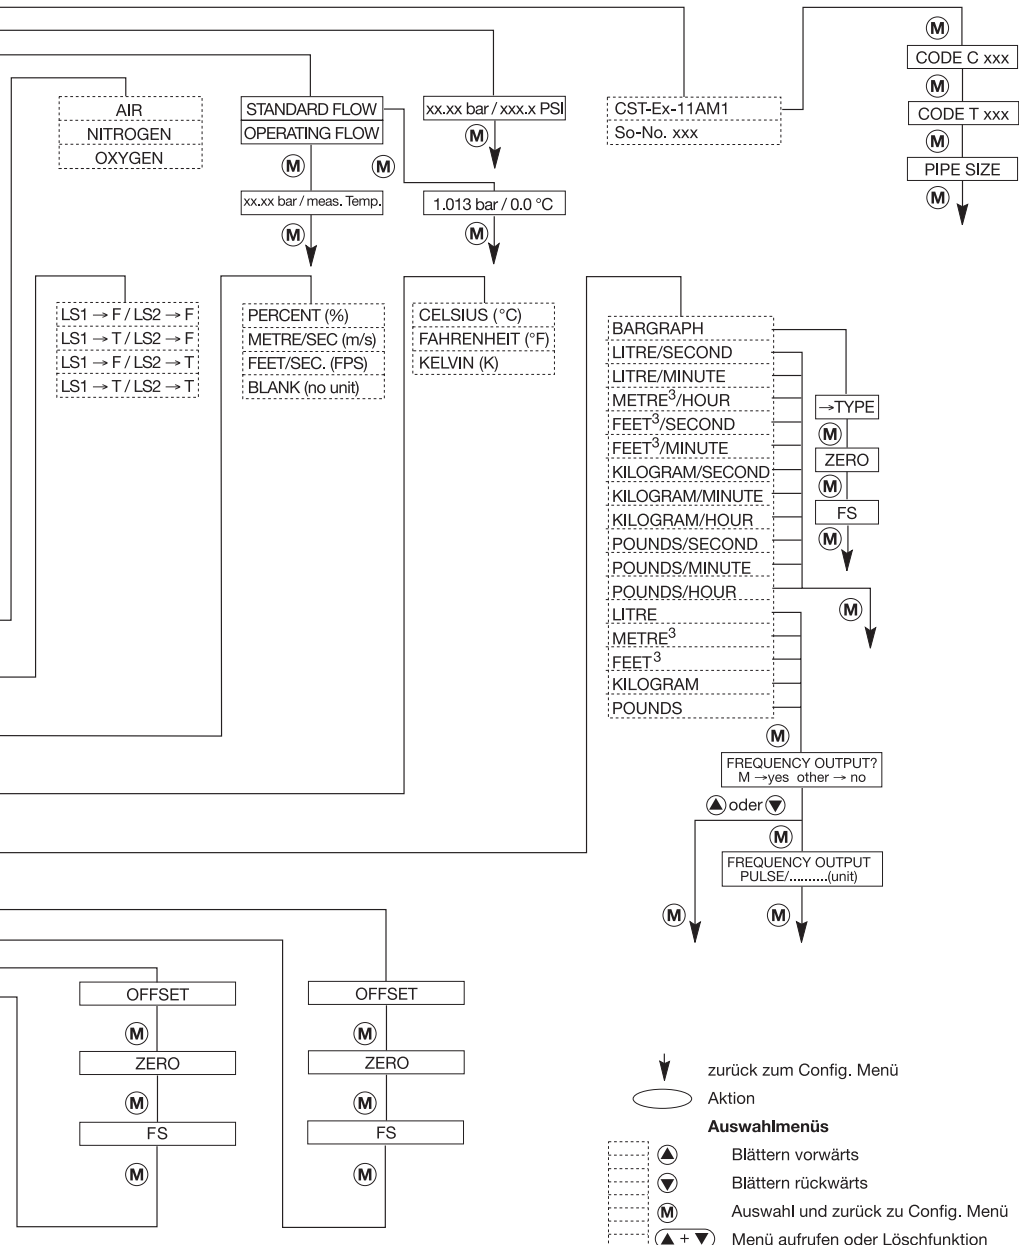 M
CODE C xxx
M
CODE T xxx
M
PIPE SIZE
M
AIR
NITROGEN
OXYGEN
STANDARD FLOW
OPERATING FLOW
M
M
xx.xx bar / meas. Temp.
M
xx.xx bar / xxx.x PSI
M
1.013 bar / 0.0 °C
M
CST-Ex-11AM1
So-No. xxx
LS1 → F / LS2 → F
LS1 → T / LS2 → F
LS1 → F / LS2 → T
LS1 → T / LS2 → T
PERCENT (%)
METRE/SEC (m/s)
FEET/SEC. (FPS)
BLANK (no unit)
CELSIUS (°C)
FAHRENHEIT (°F)
KELVIN (K)
BARGRAPH
LITRE/SECOND
LITRE/MINUTE
METRE³/HOUR
FEET³/SECOND
FEET³/MINUTE
KILOGRAM/SECOND
KILOGRAM/MINUTE
KILOGRAM/HOUR
POUNDS/SECOND
POUNDS/MINUTE
POUNDS/HOUR
LITRE
METRE³
FEET³
KILOGRAM
POUNDS
→TYPE
M
ZERO
M
FS
M
M
M
FREQUENCY OUTPUT?
M →yes other → no
oder
M
FREQUENCY OUTPUT
PULSE/..........(unit)
M
M
OFFSET
M
ZERO
M
FS
M
OFFSET
M
ZERO
M
FS
M
zurück zum Config. Menü
Aktion
Auswahlmenüs
Blättern vorwärts
Blättern rückwärts
M Auswahl und zurück zu Config. Menü
▲ + ▼ Menü aufrufen oder Löschfunktion